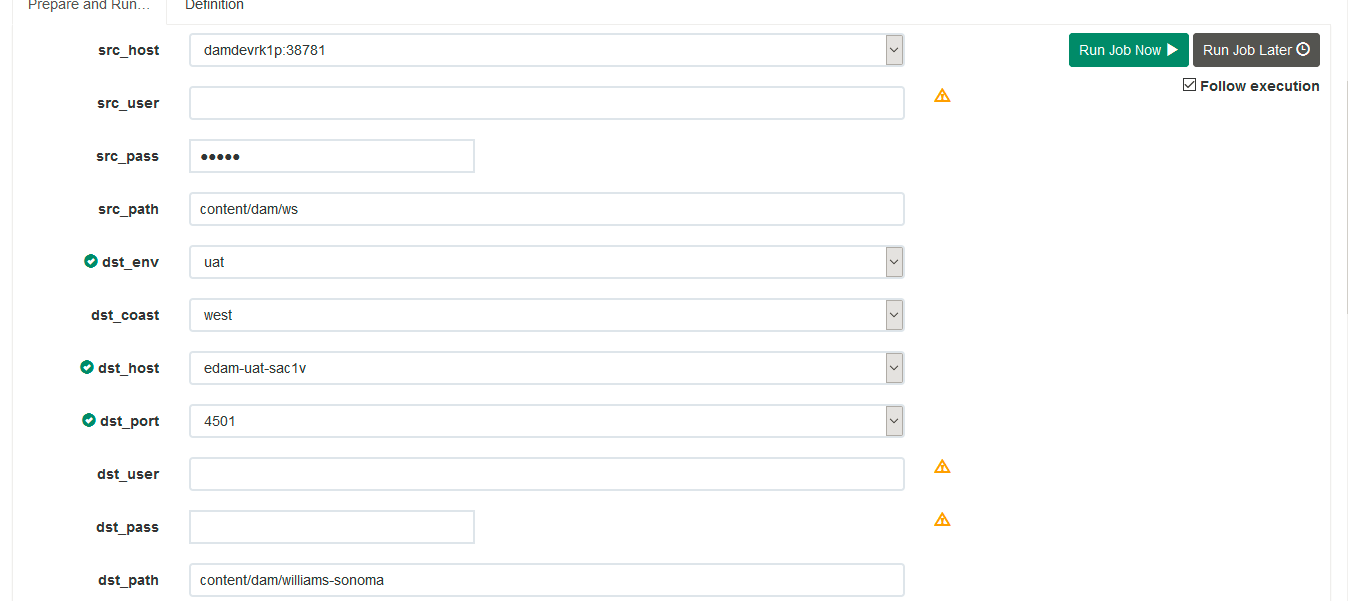 Prepare and Run… Definition
src_host damdevrk1p:38781 Run Job Now Run Job Later
src_user Follow execution
src_pass •••••
src_path content/dam/ws
dst_env uat
dst_coast west
dst_host edam-uat-sac1v
dst_port 4501
dst_user
dst_pass
dst_path content/dam/williams-sonoma